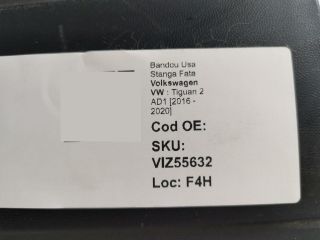 Bandou Usa
Stanga Fata
Volkswagen
VW : Tiguan 2
AD1 [2016 -
2020]
Cod OE:
SKU:
VIZ55632
Loc: F4H